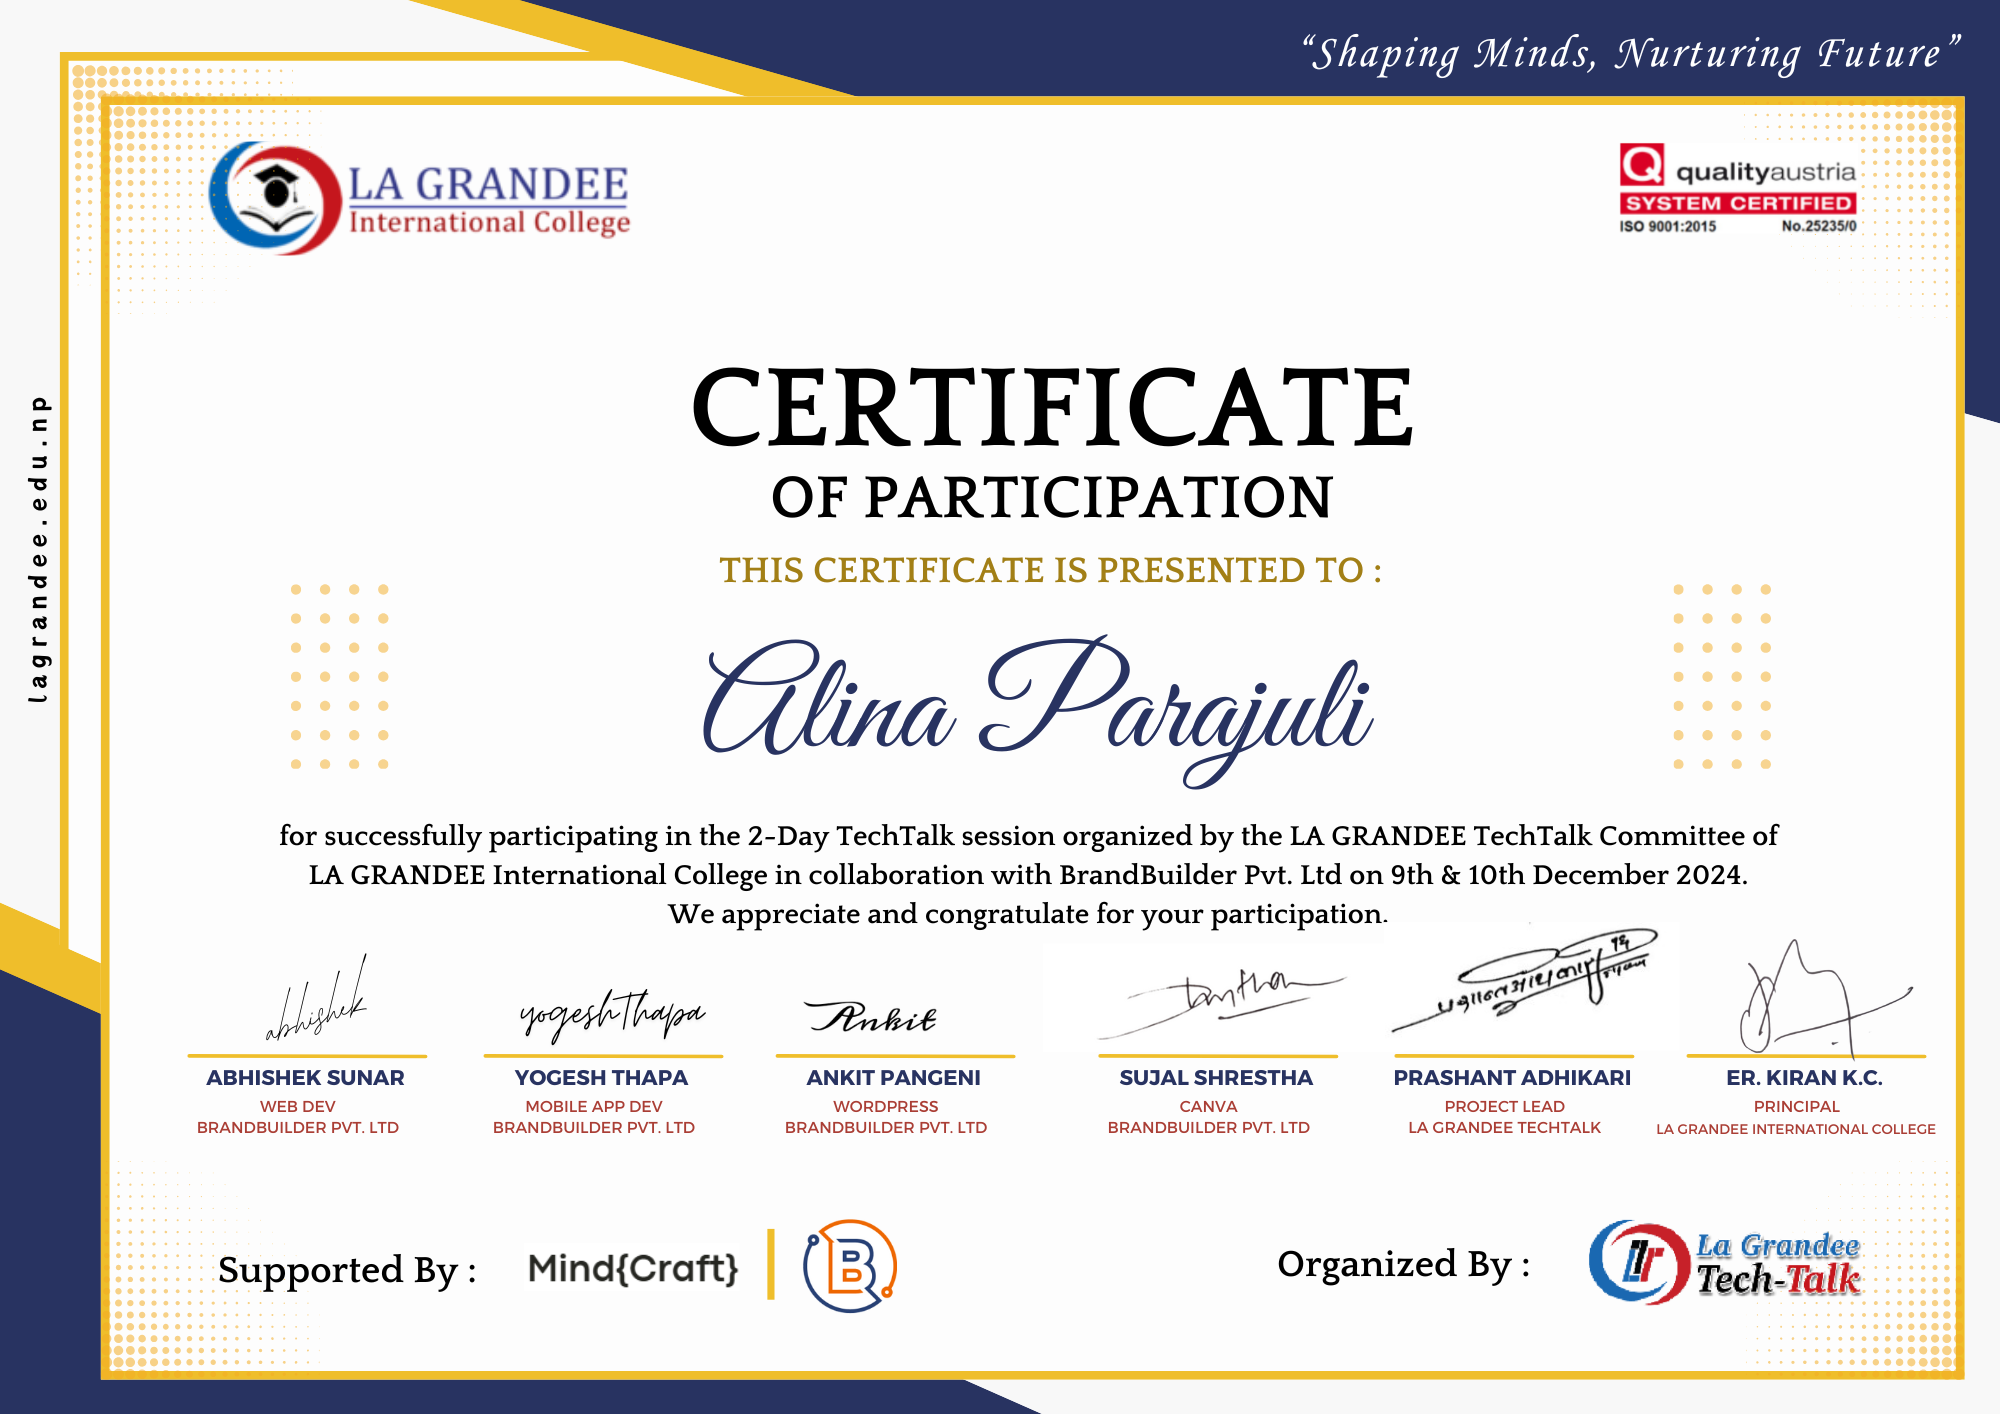 “Shaping Minds, Nurturing Future”
LA GRANDEE
International College
Q qualityaustria
SYSTEM CERTIFIED
ISO 9001:2015 No.25235/0
lagrandee.edu.np
CERTIFICATE
OF PARTICIPATION
THIS CERTIFICATE IS PRESENTED TO :
Alina Parajuli
for successfully participating in the 2-Day TechTalk session organized by the LA GRANDEE TechTalk Committee of
LA GRANDEE International College in collaboration with BrandBuilder Pvt. Ltd on 9th & 10th December 2024.
We appreciate and congratulate for your participation.
abhishek yogesh Thapa Ankit
ABHISHEK SUNAR YOGESH THAPA ANKIT PANGENI SUJAL SHRESTHA PRASHANT ADHIKARI ER. KIRAN K.C.
WEB DEV MOBILE APP DEV WORDPRESS CANVA PROJECT LEAD PRINCIPAL
BRANDBUILDER PVT. LTD BRANDBUILDER PVT. LTD BRANDBUILDER PVT. LTD BRANDBUILDER PVT. LTD LA GRANDEE TECHTALK LA GRANDEE INTERNATIONAL COLLEGE
Supported By : Mind{Craft} B Organized By : La Grandee
Tech-Talk